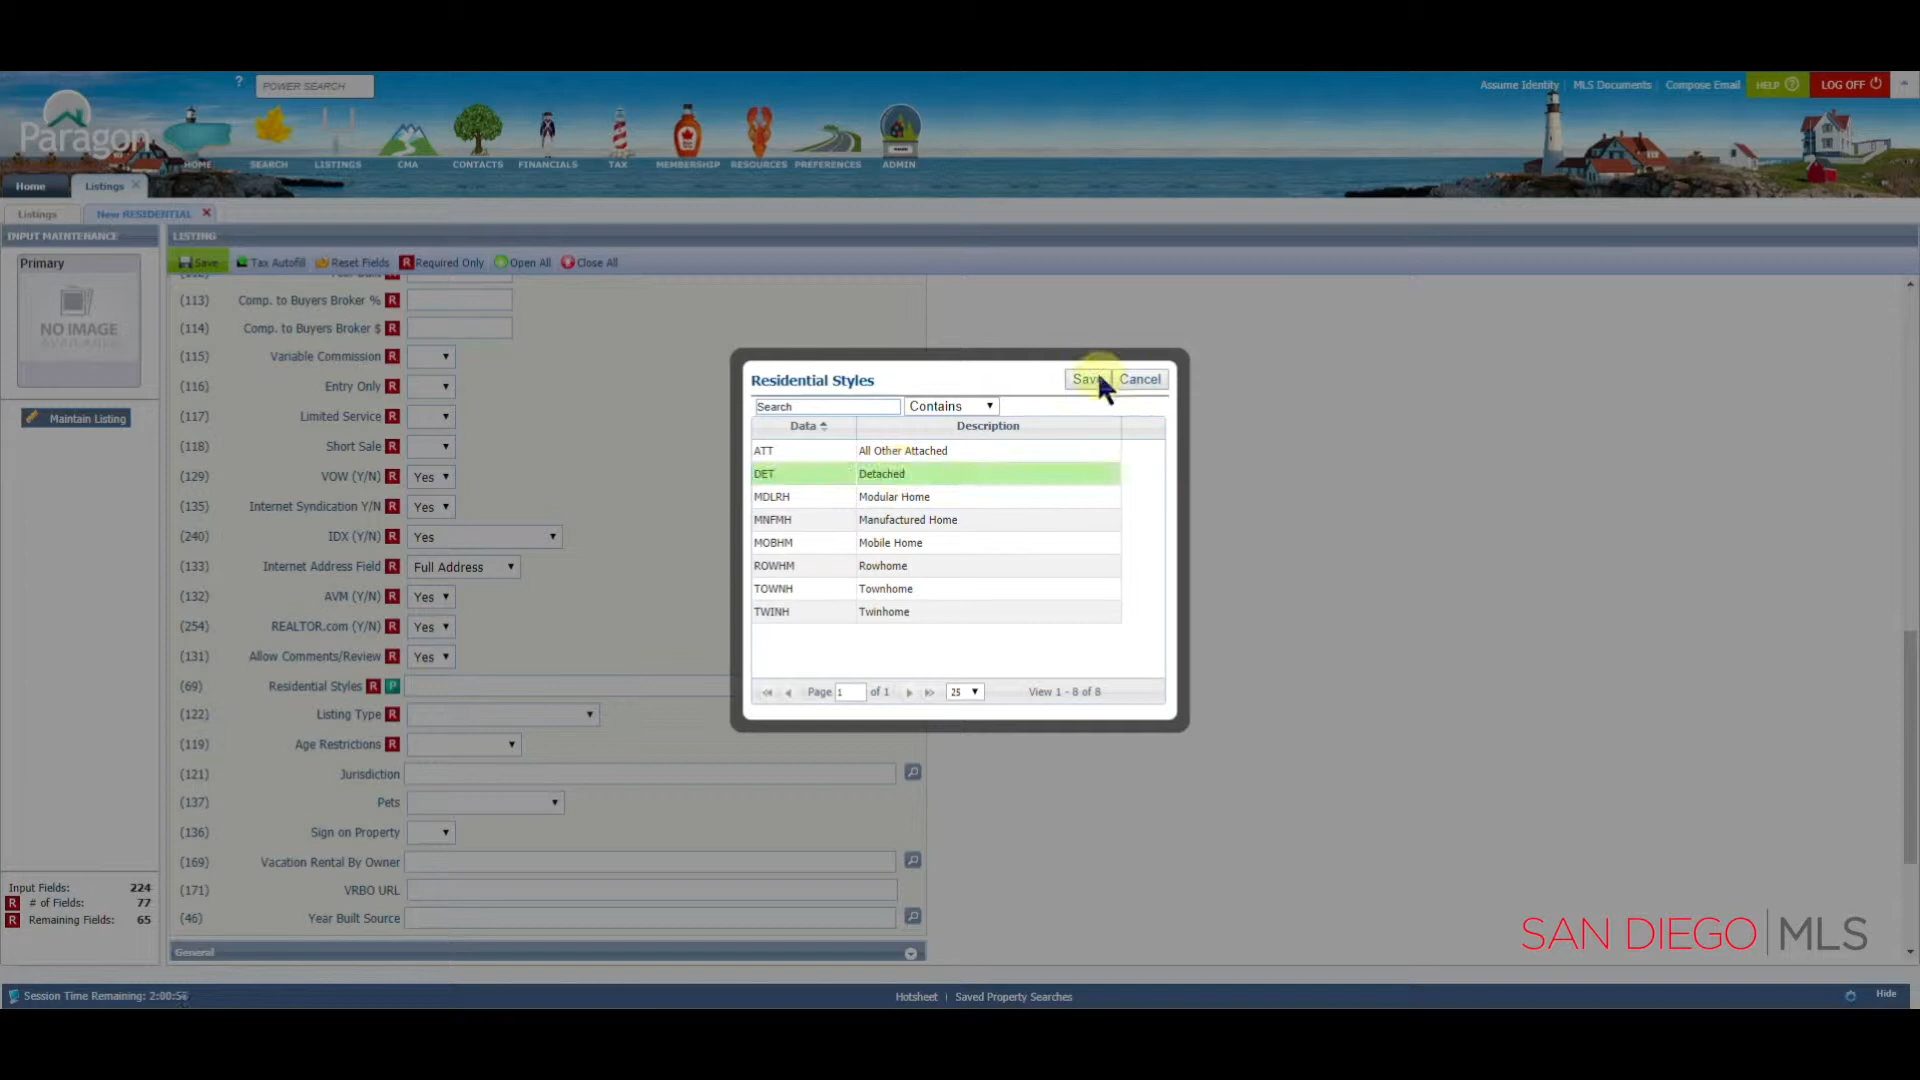 ?
POWER SEARCH
Assume Identity
MLS Documents
Compose Email
HELP
LOG OFF
Paragon
HOME
SEARCH
LISTINGS
CMA
CONTACTS
FINANCIALS
TAX
MEMBERSHIP
RESOURCES
PREFERENCES
ADMIN
Home
Listings
Listings
New RESIDENTIAL
INPUT MAINTENANCE
LISTING
Primary
NO IMAGE
AVAILABLE
Maintain Listing
Save
Tax Autofill
Reset Fields
R Required Only
Open All
Close All
(113) Comp. to Buyers Broker % R
(114) Comp. to Buyers Broker $ R
(115) Variable Commission R
(116) Entry Only R
(117) Limited Service R
(118) Short Sale R
(129) VOW (Y/N) R Yes
(135) Internet Syndication Y/N R Yes
(240) IDX (Y/N) R Yes
(133) Internet Address Field R Full Address
(132) AVM (Y/N) R Yes
(254) REALTOR.com (Y/N) R Yes
(131) Allow Comments/Review R Yes
(69) Residential Styles R P
(122) Listing Type R
(119) Age Restrictions R
(121) Jurisdiction
(137) Pets
(136) Sign on Property
(169) Vacation Rental By Owner
(171) VRBO URL
(46) Year Built Source
General
Residential Styles
Save
Cancel
Search
Contains
Data
Description
ATT All Other Attached
DET Detached
MDLRH Modular Home
MNFMH Manufactured Home
MOBHM Mobile Home
ROWHM Rowhome
TOWNH Townhome
TWINH Twinhome
Page 1 of 1
25
View 1 - 8 of 8
Input Fields: 224
R # of Fields: 77
R Remaining Fields: 65
SAN DIEGO MLS
Session Time Remaining:
Hotsheet | Saved Property Searches
Hide